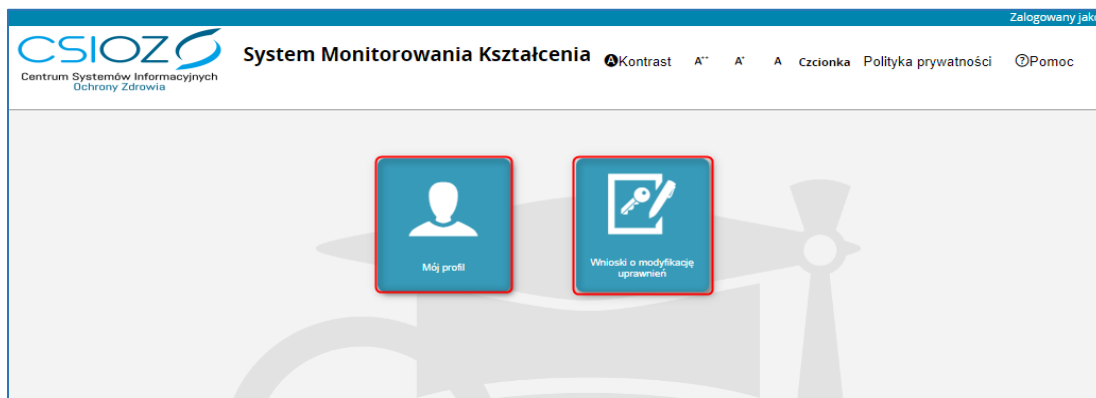 Zalogowany jako
CSIOZ
Centrum Systemów Informacyjnych
Ochrony Zdrowia
System Monitorowania Kształcenia
A Kontrast A++ A+ A Czcionka Polityka prywatności ?Pomoc
Mój profil
Wnioski o modyfikację
uprawnień